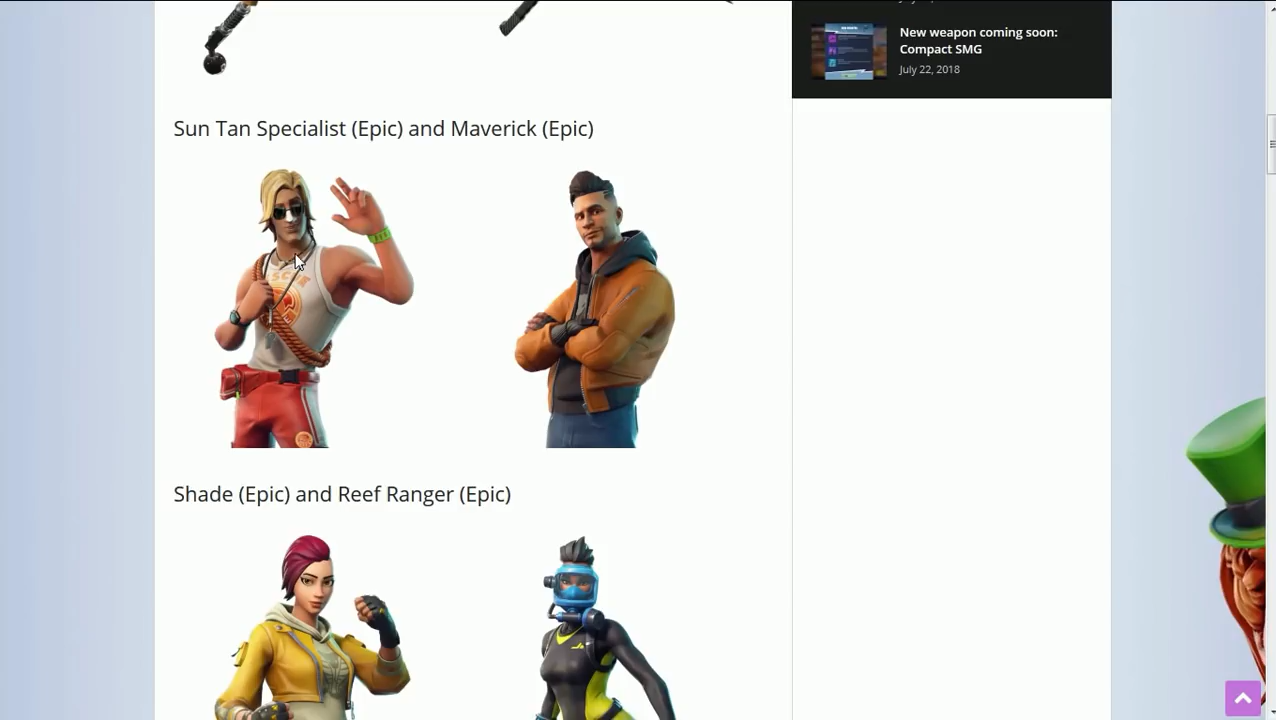 New weapon coming soon:
Compact SMG
July 22, 2018
Sun Tan Specialist (Epic) and Maverick (Epic)
Shade (Epic) and Reef Ranger (Epic)